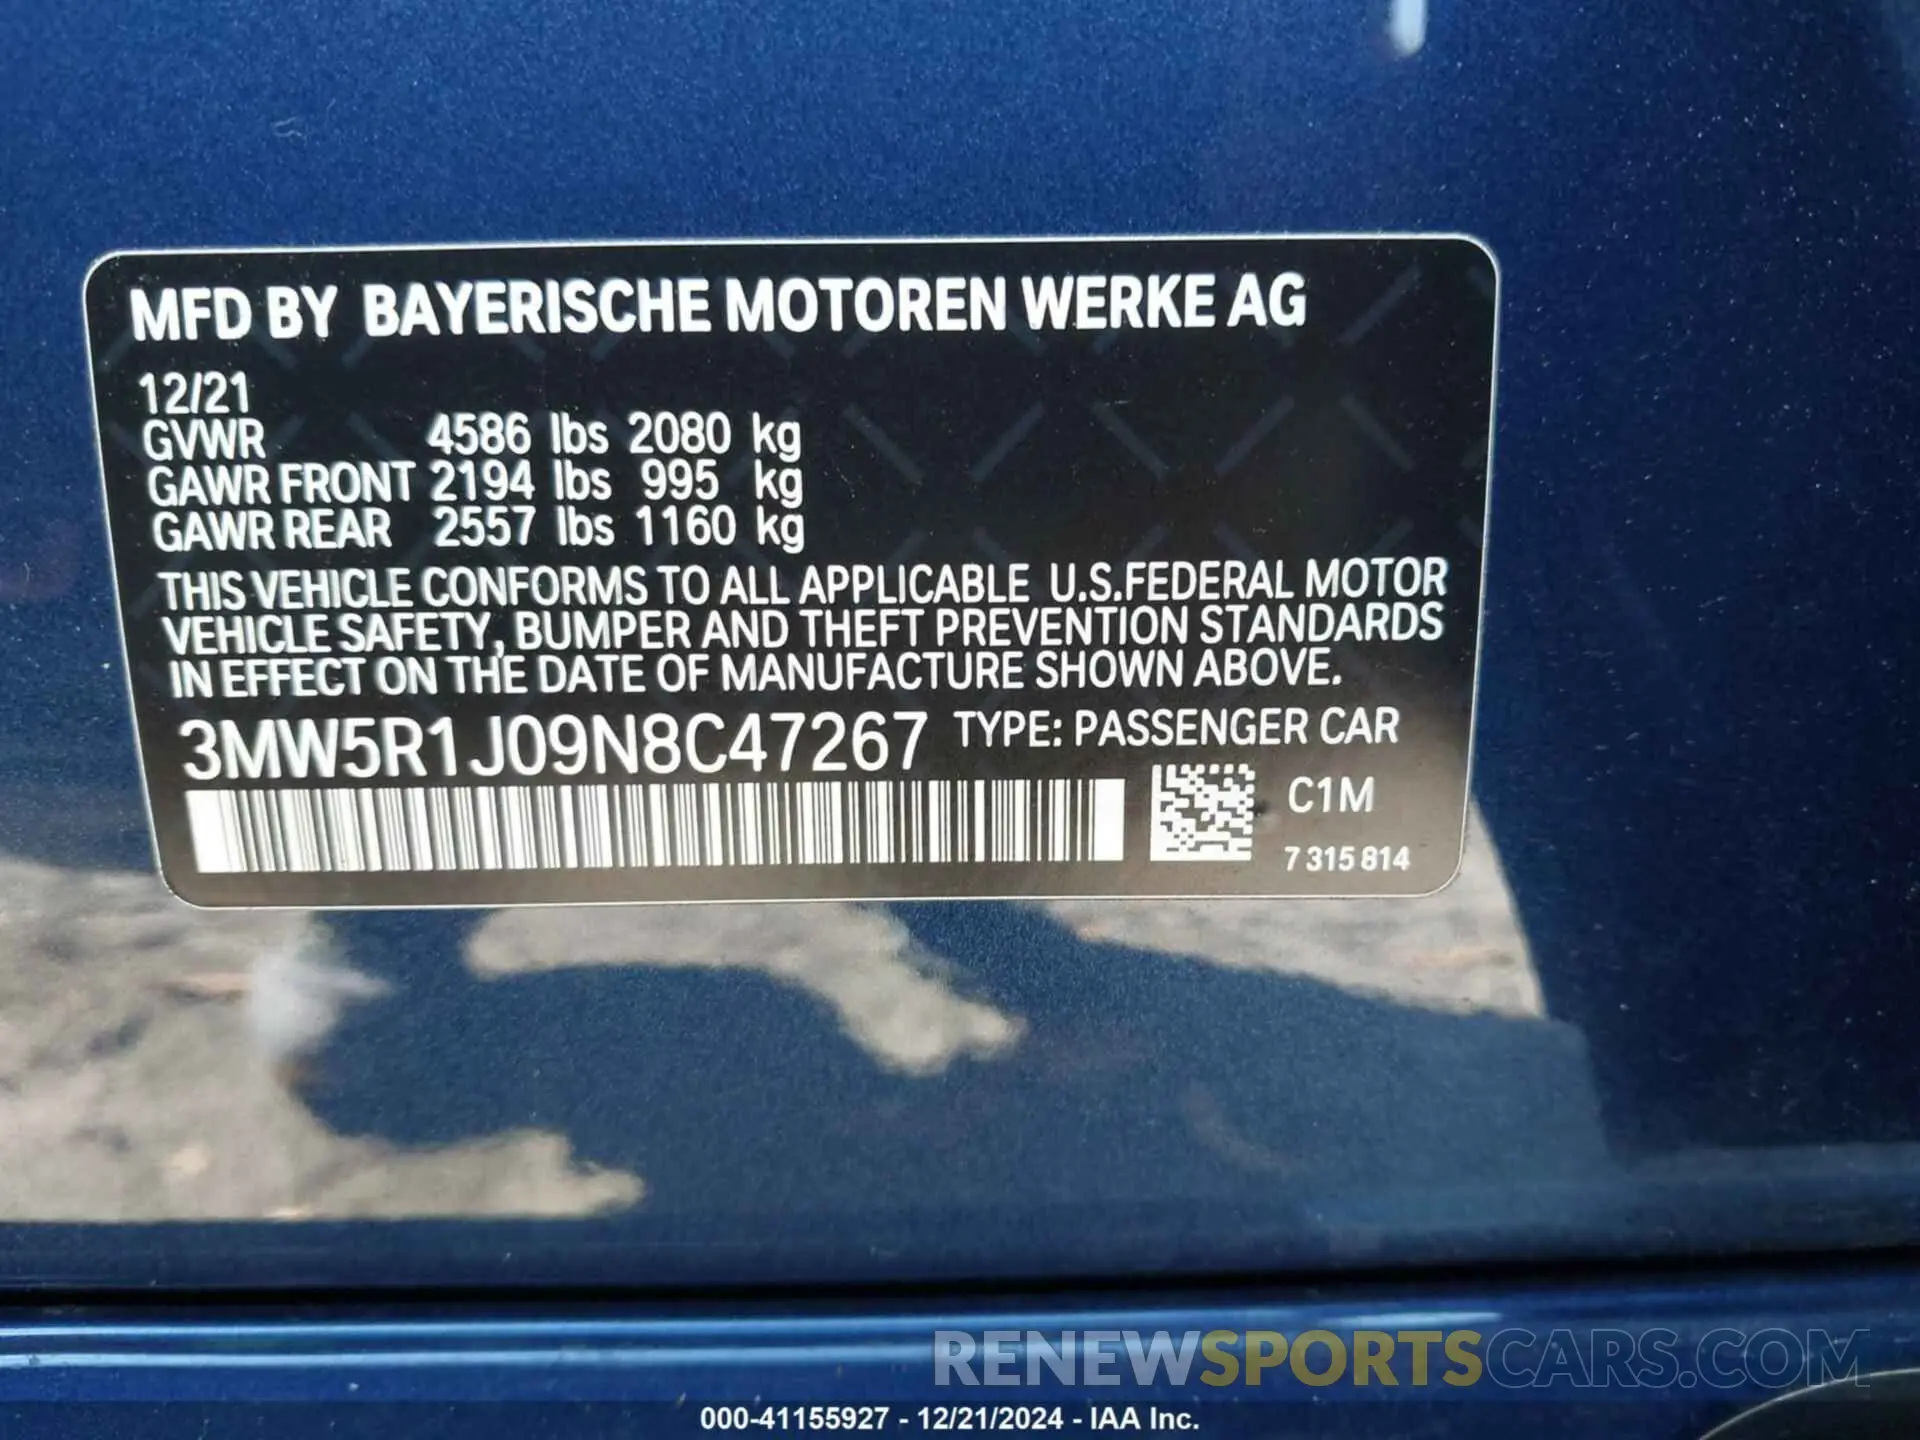 MFD BY BAYERISCHE MOTOREN WERKE AG
12/21
GVWR 4586 lbs 2080 kg
GAWR FRONT 2194 lbs 995 kg
GAWR REAR 2557 lbs 1160 kg
THIS VEHICLE CONFORMS TO ALL APPLICABLE U.S.FEDERAL MOTOR
VEHICLE SAFETY, BUMPER AND THEFT PREVENTION STANDARDS
IN EFFECT ON THE DATE OF MANUFACTURE SHOWN ABOVE.
3MW5R1J09N8C47267 TYPE: PASSENGER CAR
C1M
7 315 814
RENEWSPORTSCARS.COM
000-41155927 - 12/21/2024 - IAA Inc.